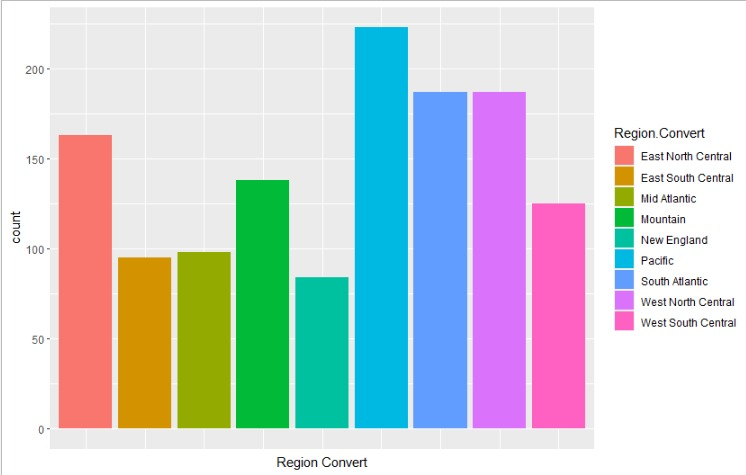 count
200
150
100
50
0
Region Convert
Region.Convert
East North Central
East South Central
Mid Atlantic
Mountain
New England
Pacific
South Atlantic
West North Central
West South Central